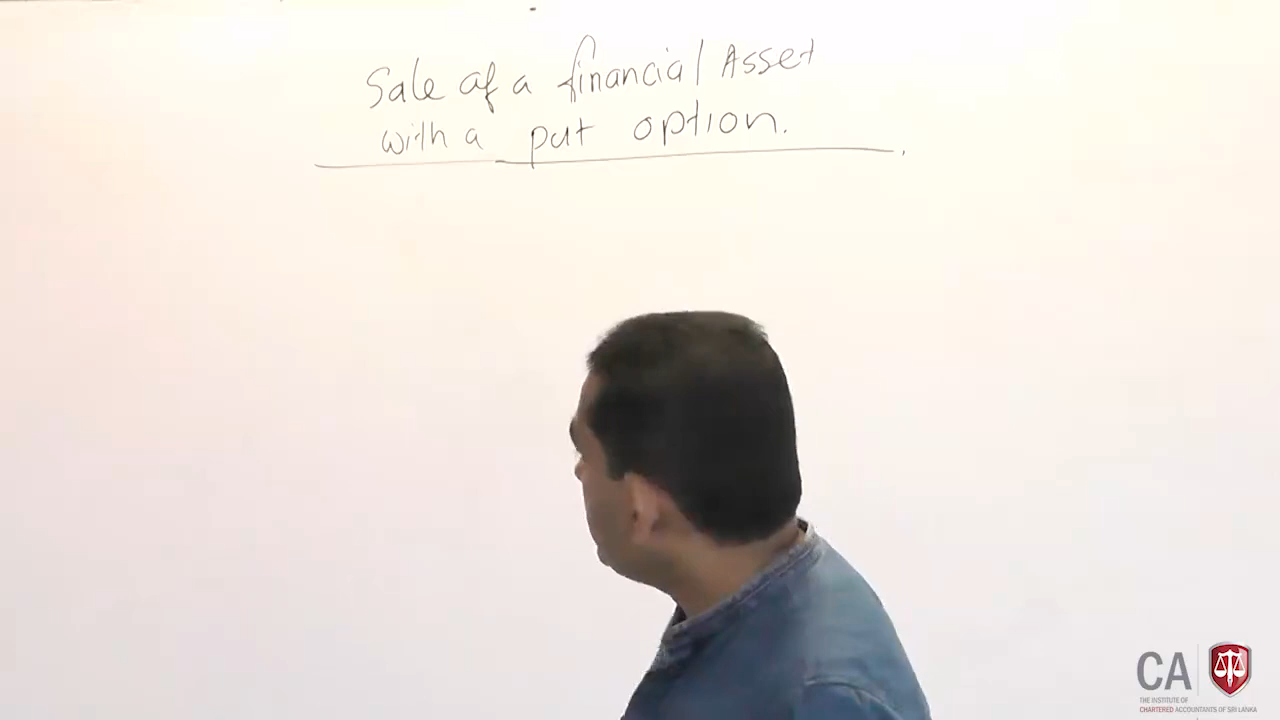 Sale of a financial Asset
with a put option.
CA
THE INSTITUTE OF
CHARTERED ACCOUNTANTS OF SRI LANKA